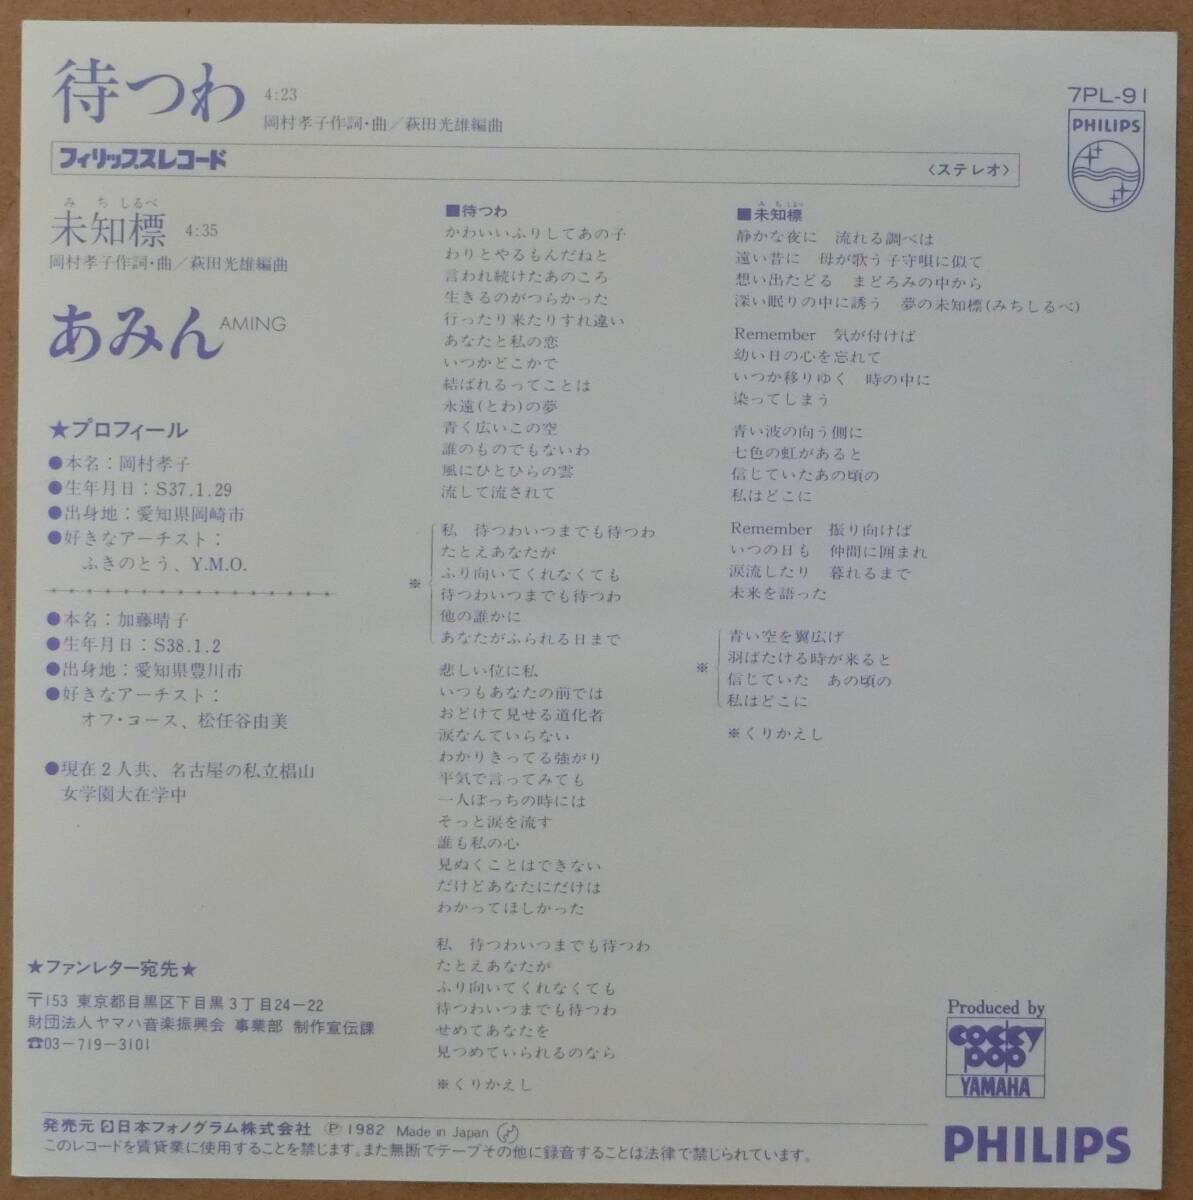 待つわ 4:23
岡村孝子作詞・曲／萩田光雄編曲
7PL-91
PHILIPS
フィリップスレコード
〈ステレオ〉
みちしるべ
未知標 4:35
岡村孝子作詞・曲／萩田光雄編曲
あみん AMING
★プロフィール
●本名：岡村孝子
●生年月日：S37.1.29
●出身地：愛知県岡崎市
●好きなアーチスト：
ふきのとう、Y.M.O.
●本名：加藤晴子
●生年月日：S38.1.2
●出身地：愛知県豊川市
●好きなアーチスト：
オフ・コース、松任谷由美
●現在2人共、名古屋の私立椙山
女学園大在学中
★ファンレター宛先★
〒153 東京都目黒区下目黒3丁目24−22
財団法人ヤマハ音楽振興会 事業部 制作宣伝課
☎03−719−3101
■待つわ
かわいいふりしてあの子
わりとやるもんだねと
言われ続けたあのころ
生きるのがつらかった
行ったり来たりすれ違い
あなたと私の恋
いつかどこかで
結ばれるってことは
永遠(とわ)の夢
青く広いこの空
誰のものでもないわ
風にひとひらの雲
流して流されて
私 待つわいつまでも待つわ
たとえあなたが
※ ふり向いてくれなくても
待つわいつまでも待つわ
他の誰かに
あなたがふられる日まで
悲しい位に私
いつもあなたの前では
おどけて見せる道化者
涙なんていらない
わかりきってる強がり
平気で言ってみても
一人ぼっちの時には
そっと涙を流す
誰も私の心
見ぬくことはできない
だけどあなたにだけは
わかってほしかった
私 待つわいつまでも待つわ
たとえあなたが
ふり向いてくれなくても
待つわいつまでも待つわ
せめてあなたを
見つめていられるのなら
※くりかえし
みちしるべ
■未知標
静かな夜に 流れる調べは
遠い昔に 母が歌う子守唄に似て
想い出たどる まどろみの中から
深い眠りの中に誘う 夢の未知標(みちしるべ)
Remember 気が付けば
幼い日の心を忘れて
いつか移りゆく 時の中に
染ってしまう
青い波の向う側に
七色の虹があると
信じていたあの頃の
私はどこに
Remember 振り向けば
いつの日も 仲間に囲まれ
涙流したり 暮れるまで
未来を語った
青い空を翼広げ
※ 羽ばたける時が来ると
信じていた あの頃の
私はどこに
※くりかえし
Produced by
cocky
pop
YAMAHA
発売元 日本フォノグラム株式会社 Ⓟ1982 Made in Japan
このレコードを賃貸業に使用することを禁じます。また無断でテープその他に録音することは法律で禁じられています。
PHILIPS